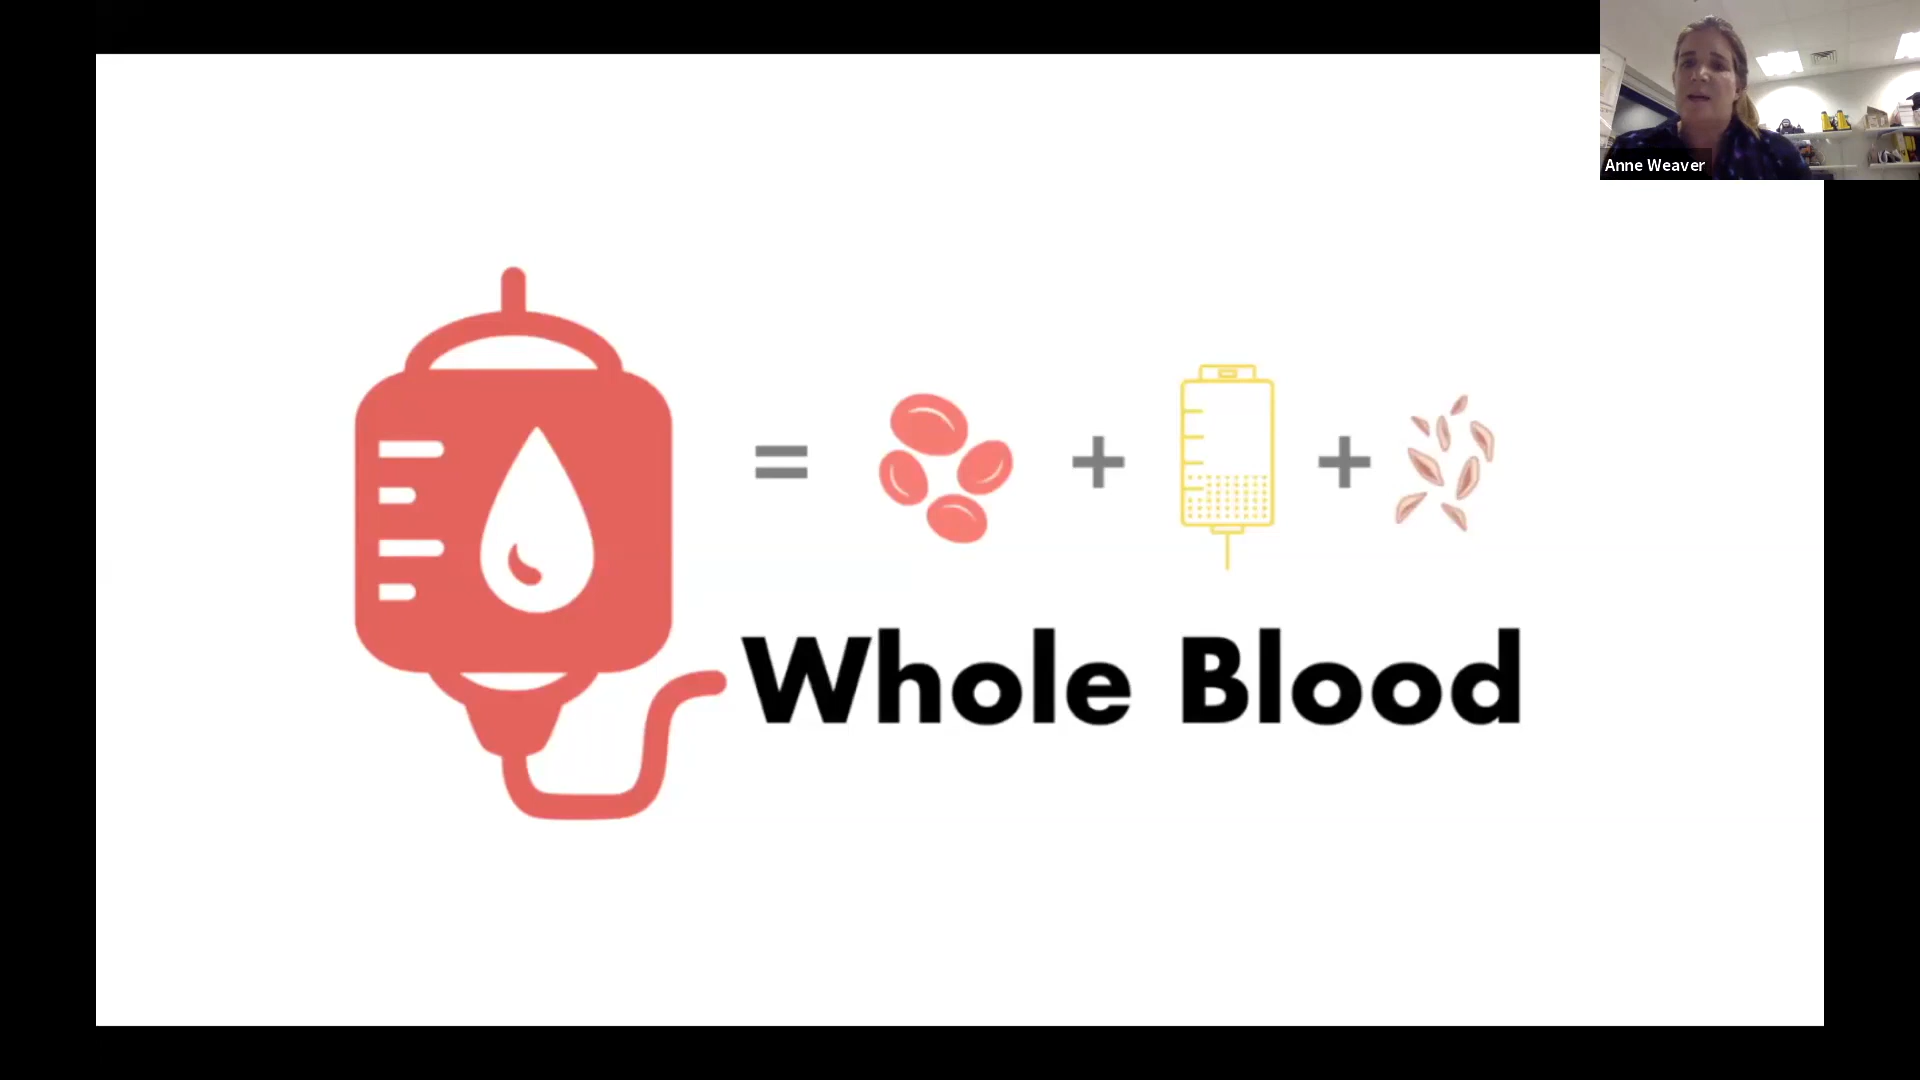 Anne Weaver
= + +
Whole Blood